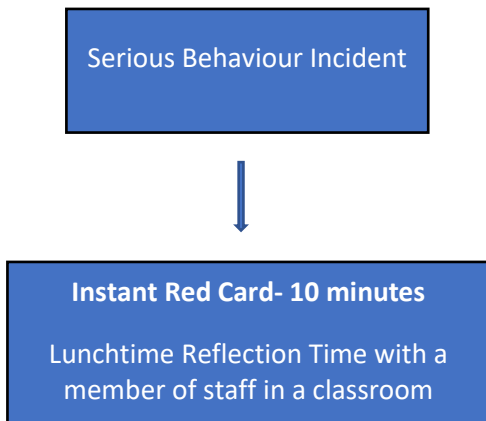 Serious Behaviour Incident
Instant Red Card- 10 minutes
Lunchtime Reflection Time with a
member of staff in a classroom